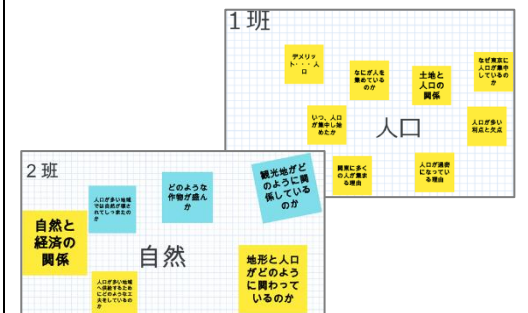 1班
デメリッ
ト・・・人
口
なにが人を
集めている
のか
土地と
人口の
関係
なぜ東京に
人口が集中
しているの
か
いつ、人口
が集中し始
めたか
人口
人口が多い
利点と欠点
関東に多く
の人が集ま
る理由
人口が過密
になってい
る理由
2班
人口が多い地域
では自然が壊さ
れてしまうの
か
どのような
作物が盛ん
か
観光地がど
のように関
係している
のか
自然と
経済の
関係
自然
人口が多い地域
へ供給するため
にどのような工
夫をしているの
か
地形と人口
がどのよう
に関わって
いるのか